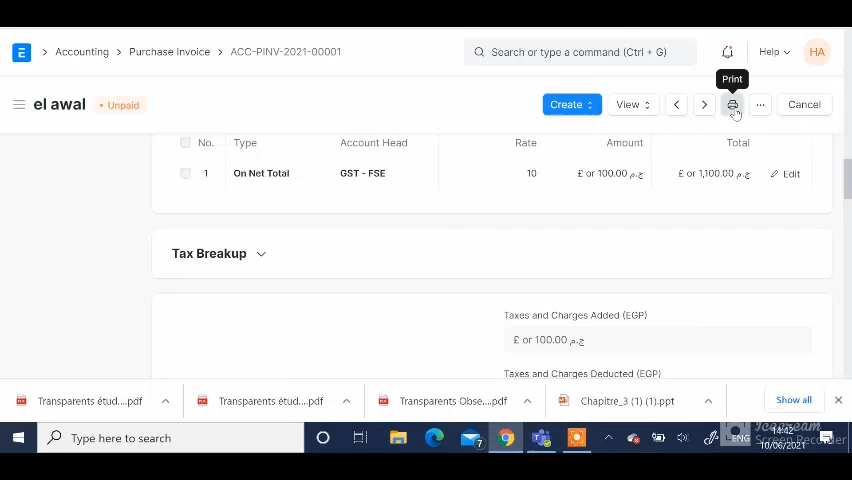 E > Accounting > Purchase Invoice > ACC-PINV-2021-00001 Search or type a command (Ctrl + G) Help HA
Print
el awal • Unpaid Create View ... Cancel
No. Type Account Head Rate Amount Total
1 On Net Total GST - FSE 10 £ or 100.00 ج.م £ or 1,100.00 ج.م Edit
Tax Breakup
Taxes and Charges Added (EGP)
£ or 100.00 ج.م
Taxes and Charges Deducted (EGP)
Transparents étud....pdf Transparents étud....pdf Transparents Obse....pdf Chapitre_3 (1) (1).ppt Show all
Type here to search 7 ENG 14:42
10/06/2021
Icecream
Screen Recorder